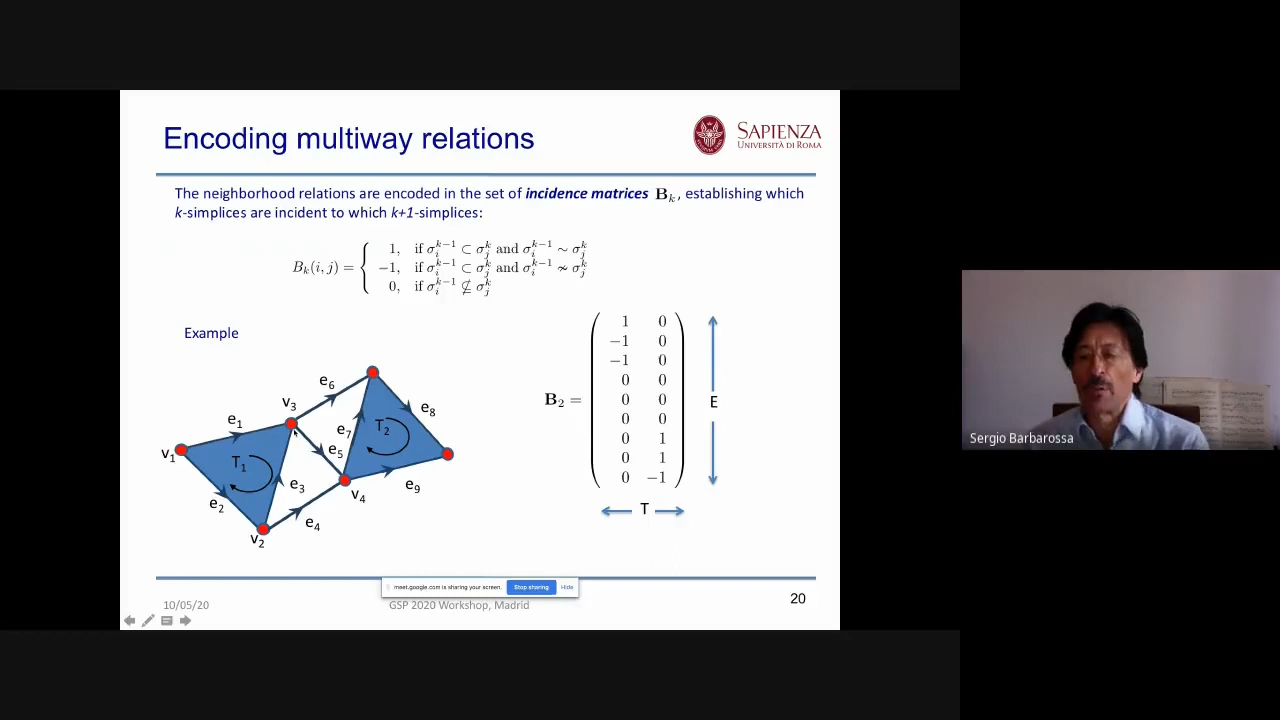 Encoding multiway relations
SAPIENZA
UNIVERSITÀ DI ROMA
The neighborhood relations are encoded in the set of incidence matrices B_k, establishing which
k-simplices are incident to which k+1-simplices:
B_k(i, j) = { 1, if σ_i^{k-1} ⊂ σ_j^k and σ_i^{k-1} ∼ σ_j^k
−1, if σ_i^{k-1} ⊂ σ_j^k and σ_i^{k-1} ≁ σ_j^k
0, if σ_i^{k-1} ⊄ σ_j^k
Example
v1
v2
v3
v4
e1
e2
e3
e4
e5
e6
e7
e8
e9
T1
T2
B_2 =
1 0
−1 0
−1 0
0 0
0 0
0 0
0 1
0 1
0 −1
E
T
meet.google.com is sharing your screen. Stop sharing Hide
10/05/20 GSP 2020 Workshop, Madrid 20
Sergio Barbarossa